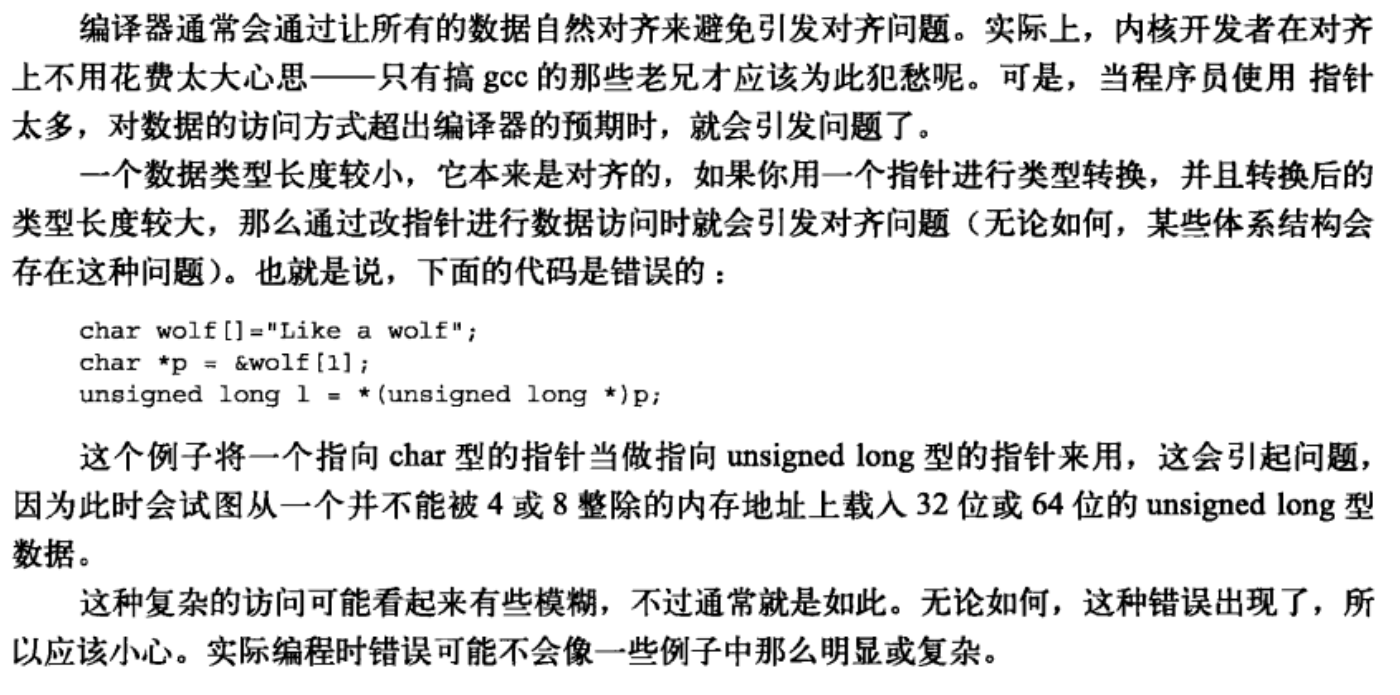 编译器通常会通过让所有的数据自然对齐来避免引发对齐问题。实际上，内核开发者在对齐
上不用花费太大心思——只有搞 gcc 的那些老兄才应该为此犯愁呢。可是，当程序员使用 指针
太多，对数据的访问方式超出编译器的预期时，就会引发问题了。
一个数据类型长度较小，它本来是对齐的，如果你用一个指针进行类型转换，并且转换后的
类型长度较大，那么通过改指针进行数据访问时就会引发对齐问题（无论如何，某些体系结构会
存在这种问题）。也就是说，下面的代码是错误的：
char wolf[]="Like a wolf";
char *p = &wolf[1];
unsigned long l = *(unsigned long *)p;
这个例子将一个指向 char 型的指针当做指向 unsigned long 型的指针来用，这会引起问题，
因为此时会试图从一个并不能被 4 或 8 整除的内存地址上载入 32 位或 64 位的 unsigned long 型
数据。
这种复杂的访问可能看起来有些模糊，不过通常就是如此。无论如何，这种错误出现了，所
以应该小心。实际编程时错误可能不会像一些例子中那么明显或复杂。